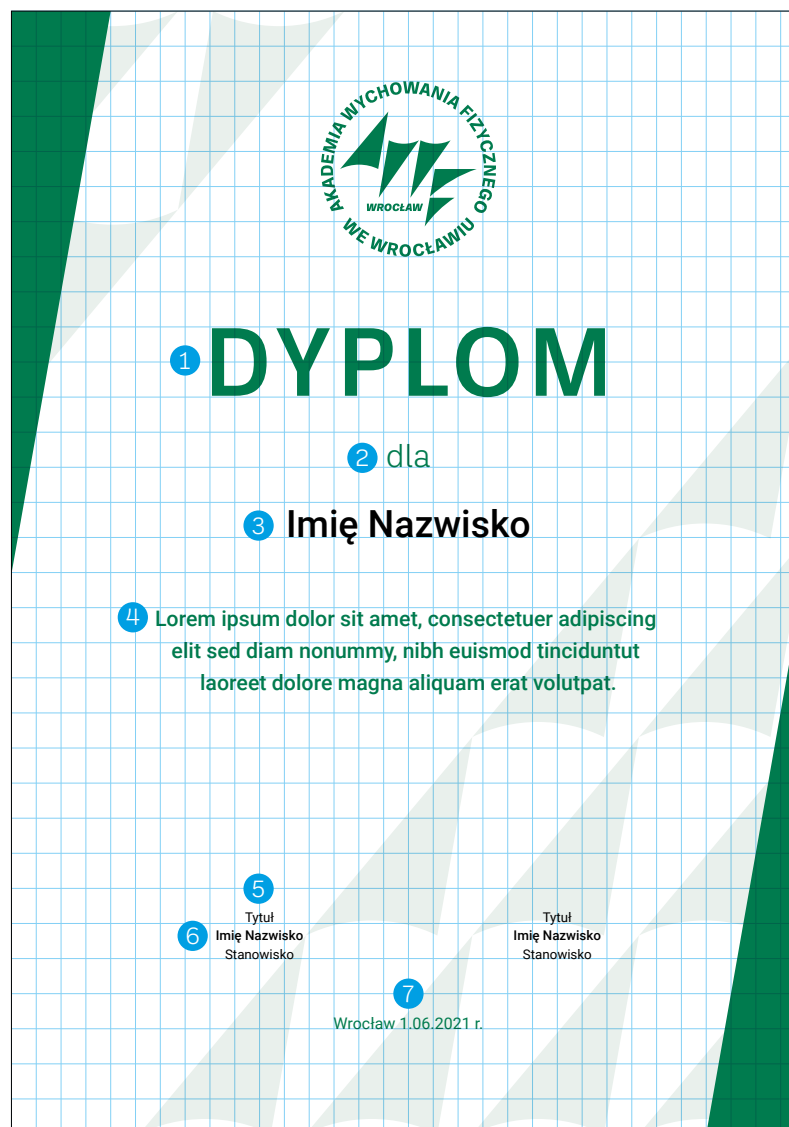 AKADEMIA WYCHOWANIA FIZYCZNEGO
WROCŁAW
WE WROCŁAWIU
1 DYPLOM
2 dla
3 Imię Nazwisko
4 Lorem ipsum dolor sit amet, consectetuer adipiscing
elit sed diam nonummy, nibh euismod tinciduntut
laoreet dolore magna aliquam erat volutpat.
5
Tytuł
6 Imię Nazwisko
Stanowisko
Tytuł
Imię Nazwisko
Stanowisko
7
Wrocław 1.06.2021 r.